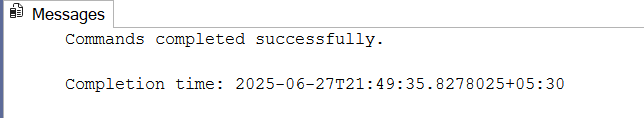 Messages
Commands completed successfully.
Completion time: 2025-06-27T21:49:35.8278025+05:30